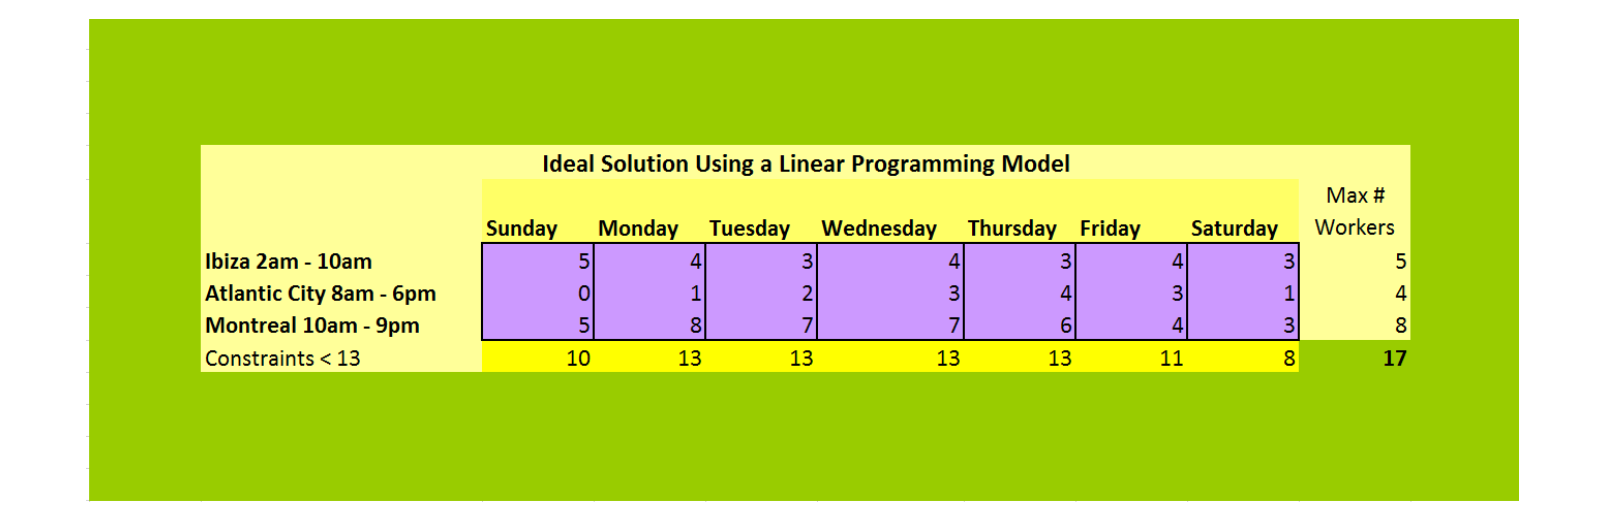 Ideal Solution Using a Linear Programming Model
Max #
Sunday Monday Tuesday Wednesday Thursday Friday Saturday Workers
Ibiza 2am - 10am 5 4 3 4 3 4 3 5
Atlantic City 8am - 6pm 0 1 2 3 4 3 1 4
Montreal 10am - 9pm 5 8 7 7 6 4 3 8
Constraints < 13 10 13 13 13 13 11 8 17